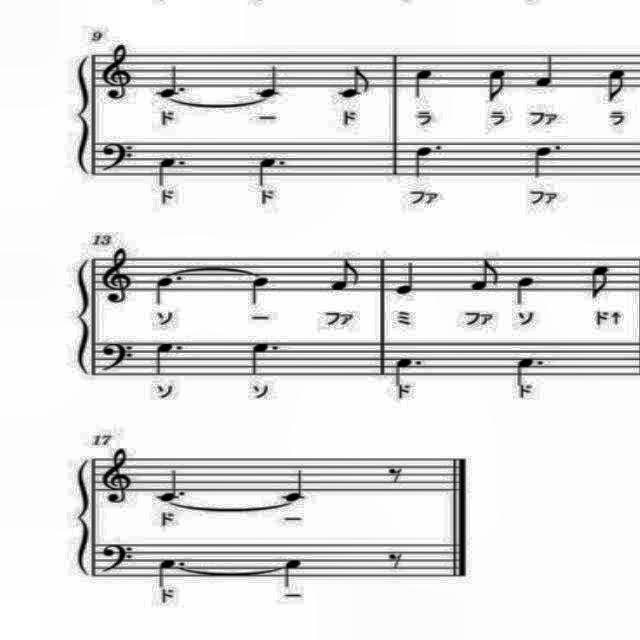 9
ド ー ド ラ ラ ファ ラ
ド ド ファ ファ
13
ソ ー ファ ミ ファ ソ ド↑
ソ ソ ド ド
17
ド ー
ド ー